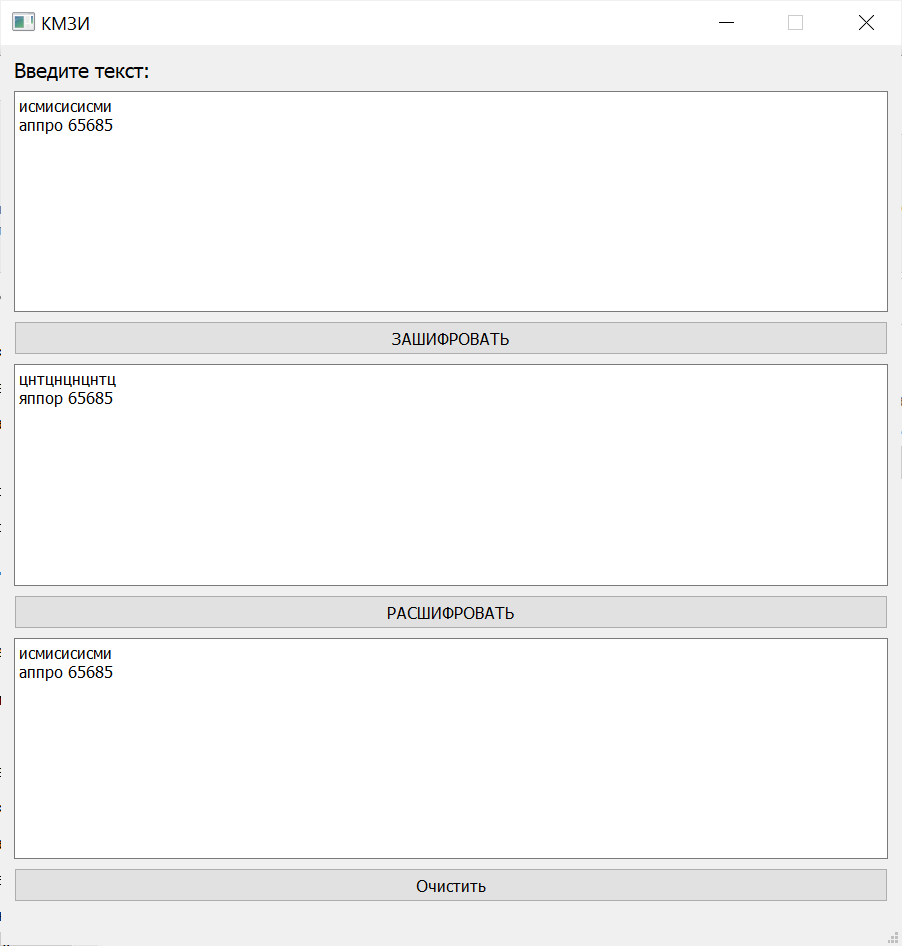 КМЗИ
Введите текст:
исмисисисми
аппро 65685
ЗАШИФРОВАТЬ
цнтцнцнцнтц
яппор 65685
РАСШИФРОВАТЬ
исмисисисми
аппро 65685
Очистить